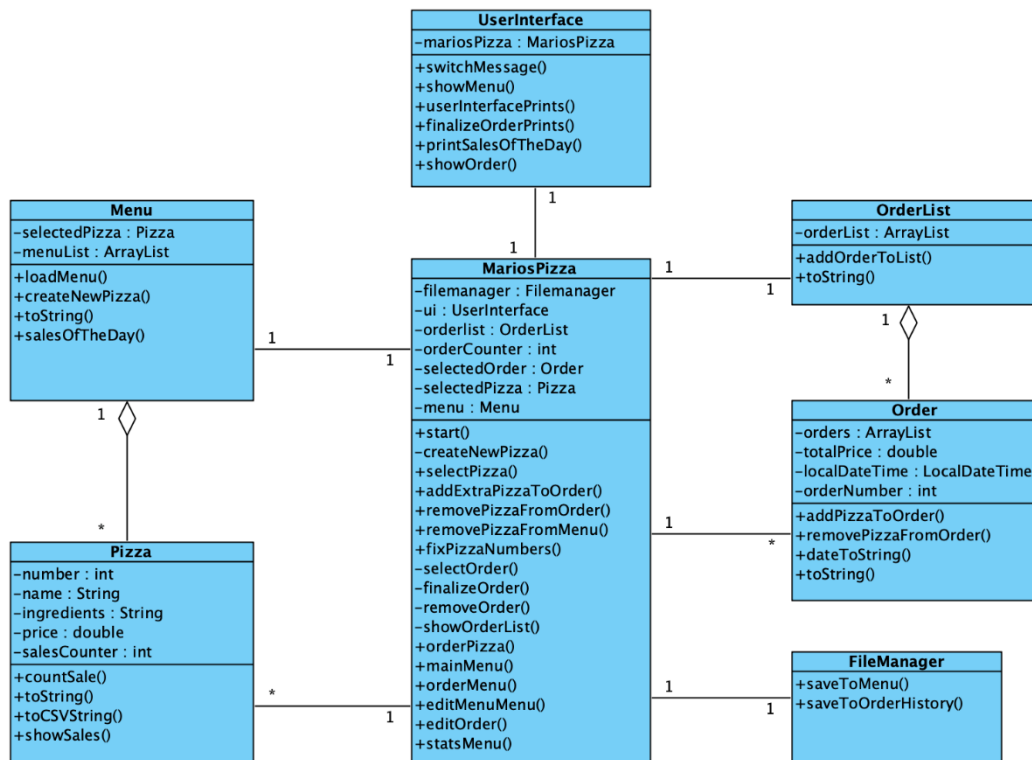 UserInterface
-mariosPizza : MariosPizza
+switchMessage()
+showMenu()
+userInterfacePrints()
+finalizeOrderPrints()
+printSalesOfTheDay()
+showOrder()
1
1
Menu
-selectedPizza : Pizza
-menuList : ArrayList
+loadMenu()
+createNewPizza()
+toString()
+salesOfTheDay()
1
1
1
*
Pizza
-number : int
-name : String
-ingredients : String
-price : double
-salesCounter : int
+countSale()
+toString()
+toCSVString()
+showSales()
*
1
MariosPizza
-filemanager : Filemanager
-ui : UserInterface
-orderlist : OrderList
-orderCounter : int
-selectedOrder : Order
-selectedPizza : Pizza
-menu : Menu
+start()
-createNewPizza()
+selectPizza()
+addExtraPizzaToOrder()
+removePizzaFromOrder()
+removePizzaFromMenu()
+fixPizzaNumbers()
-selectOrder()
-finalizeOrder()
-removeOrder()
-showOrderList()
+orderPizza()
+mainMenu()
+orderMenu()
+editMenuMenu()
+editOrder()
+statsMenu()
1
1
OrderList
-orderList : ArrayList
+addOrderToList()
+toString()
1
*
Order
-orders : ArrayList
-totalPrice : double
-localDateTime : LocalDateTime
-orderNumber : int
+addPizzaToOrder()
+removePizzaFromOrder()
+dateToString()
+toString()
1
*
FileManager
+saveToMenu()
+saveToOrderHistory()
1
1